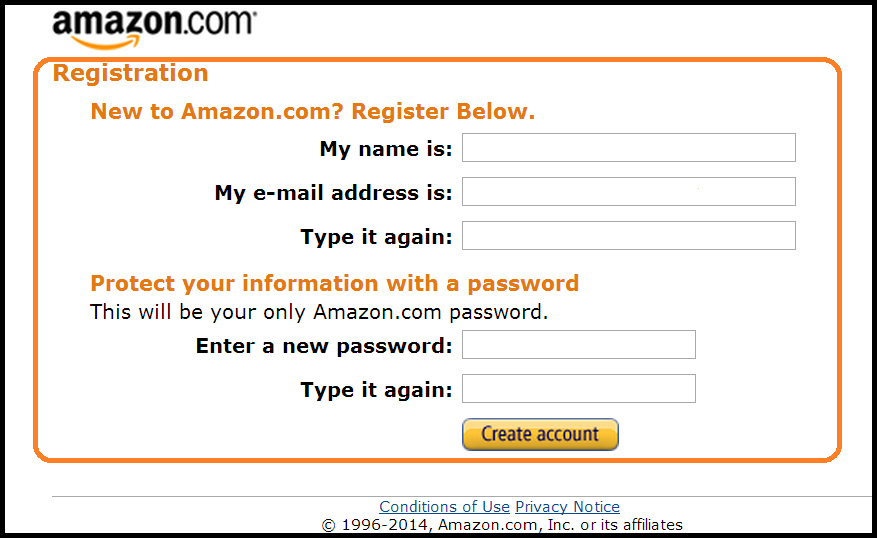 amazon.com
Registration
New to Amazon.com? Register Below.
My name is:
My e-mail address is:
Type it again:
Protect your information with a password
This will be your only Amazon.com password.
Enter a new password:
Type it again:
Create account
Conditions of Use Privacy Notice
© 1996-2014, Amazon.com, Inc. or its affiliates